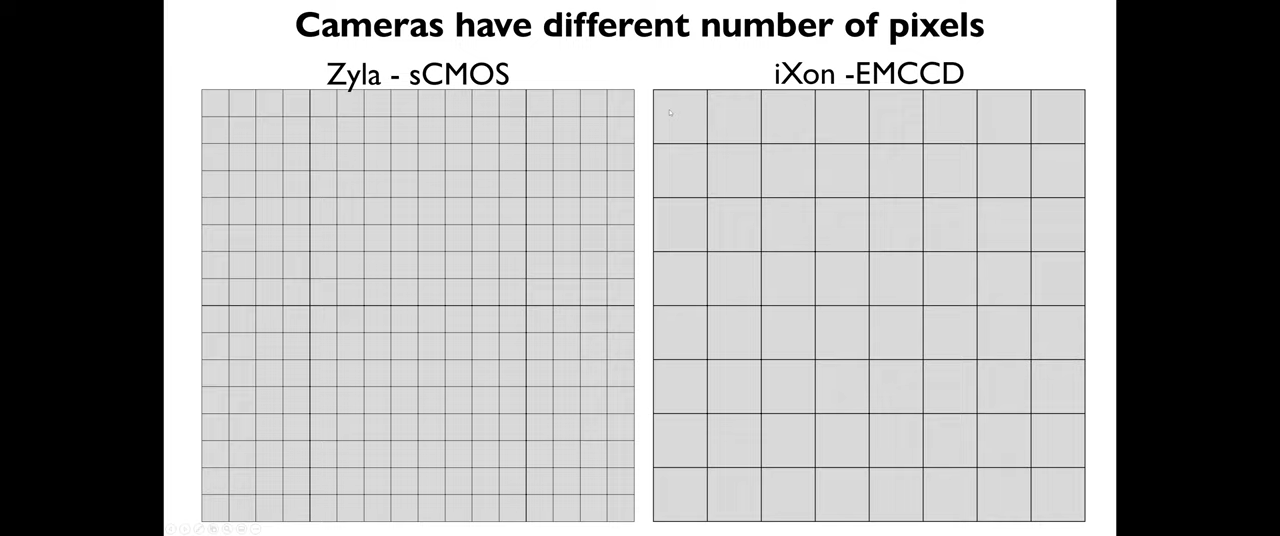 Cameras have different number of pixels
Zyla - sCMOS
iXon -EMCCD